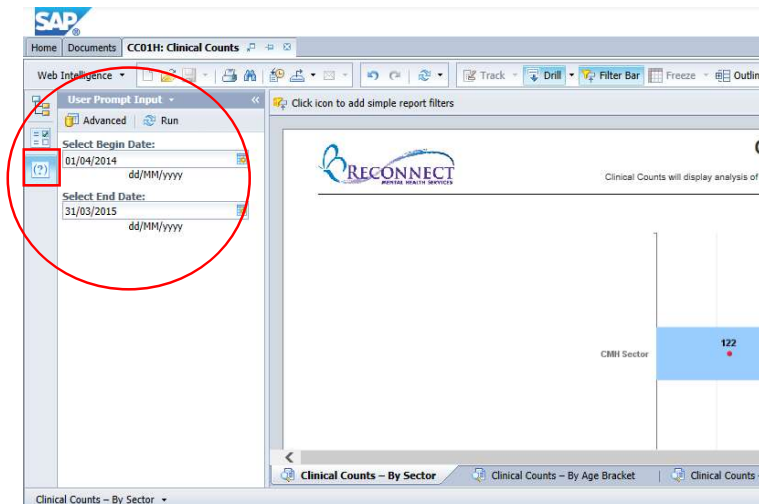 SAP
Home Documents CC01H: Clinical Counts
Web Intelligence Track Drill Filter Bar Freeze Outlin
User Prompt Input «
Click icon to add simple report filters
Advanced Run
Select Begin Date:
01/04/2014
dd/MM/yyyy
Select End Date:
31/03/2015
dd/MM/yyyy
(?)
RECONNECT
MENTAL HEALTH SERVICES
C
Clinical Counts will display analysis of
CMH Sector
122
Clinical Counts – By Sector Clinical Counts – By Age Bracket Clinical Counts -
Clinical Counts – By Sector